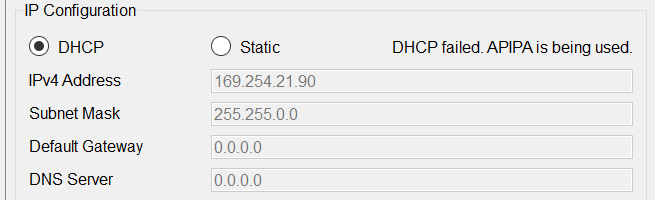 IP Configuration
DHCP Static DHCP failed. APIPA is being used.
IPv4 Address 169.254.21.90
Subnet Mask 255.255.0.0
Default Gateway 0.0.0.0
DNS Server 0.0.0.0